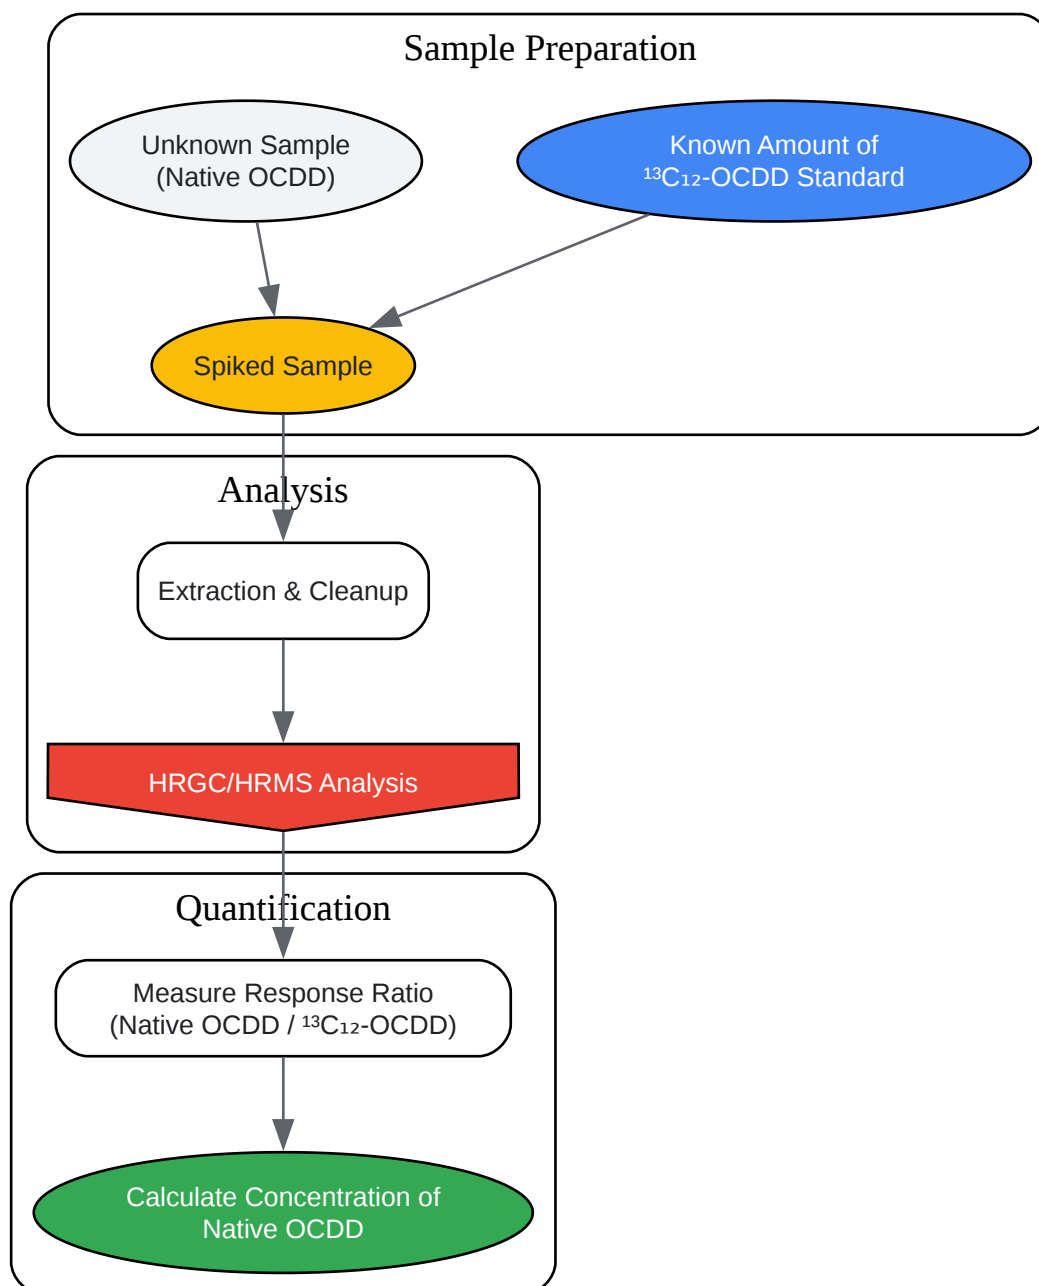 Sample Preparation
Unknown Sample
(Native OCDD)
Known Amount of
¹³C₁₂-OCDD Standard
Spiked Sample
Analysis
Extraction & Cleanup
HRGC/HRMS Analysis
Quantification
Measure Response Ratio
(Native OCDD / ¹³C₁₂-OCDD)
Calculate Concentration of
Native OCDD